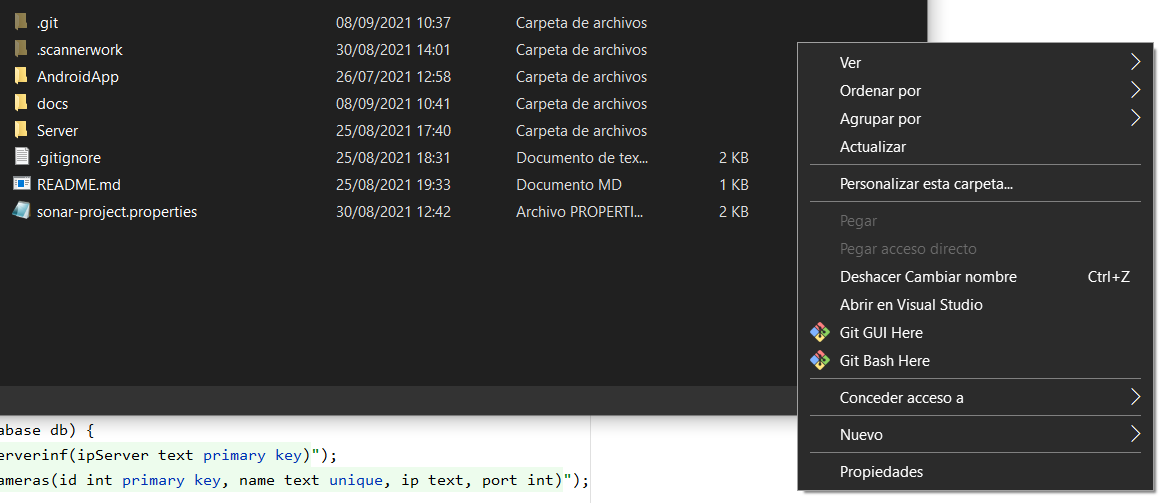 .git 08/09/2021 10:37 Carpeta de archivos
.scannerwork 30/08/2021 14:01 Carpeta de archivos
AndroidApp 26/07/2021 12:58 Carpeta de archivos
docs 08/09/2021 10:41 Carpeta de archivos
Server 25/08/2021 17:40 Carpeta de archivos
.gitignore 25/08/2021 18:31 Documento de tex... 2 KB
README.md 25/08/2021 19:33 Documento MD 1 KB
sonar-project.properties 30/08/2021 12:42 Archivo PROPERTI... 2 KB
Ver
Ordenar por
Agrupar por
Actualizar
Personalizar esta carpeta...
Pegar
Pegar acceso directo
Deshacer Cambiar nombre Ctrl+Z
Abrir en Visual Studio
Git GUI Here
Git Bash Here
Conceder acceso a
Nuevo
Propiedades
abase db) {
erverinf(ipServer text primary key)");
ameras(id int primary key, name text unique, ip text, port int)");